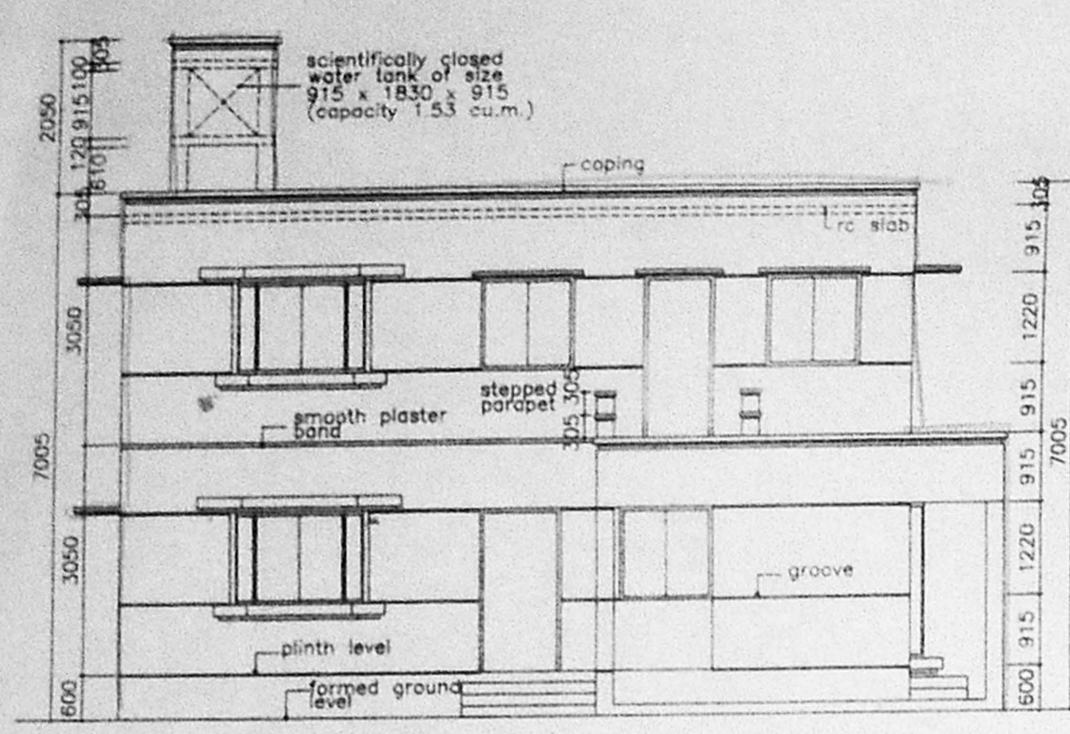 scientifically closed
water tank of size
915 x 1830 x 915
(capacity 1.53 cu.m.)
coping
rc slab
stepped
parapet
smooth plaster
band
groove
plinth level
formed ground
level
2050
305
100
915
120
610
305
3050
7005
3050
600
305
305
305
915
1220
915
7005
915
1220
915
600